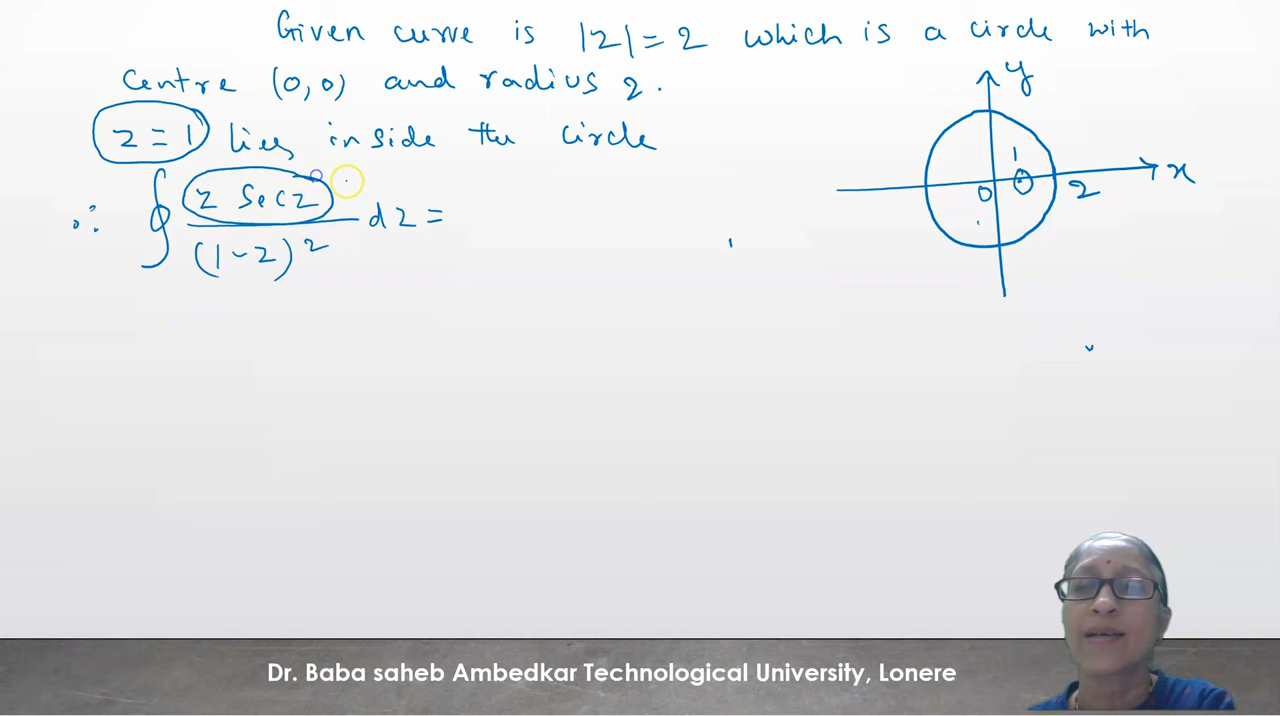 Given curve is |z| = 2 which is a circle with
centre (0,0) and radius 2.
z = 1 lies inside the circle
∴ ∮ z sec z / (1-z)² dz =
y
1
0 2 x
Dr. Baba saheb Ambedkar Technological University, Lonere